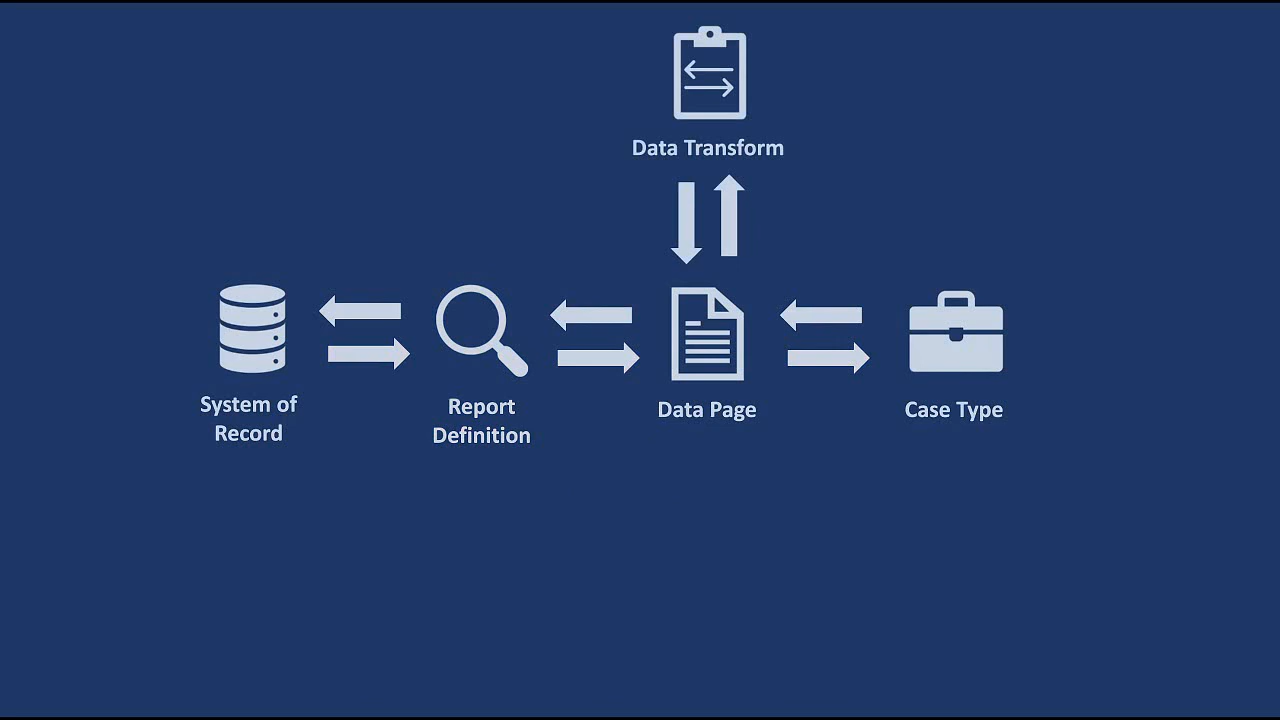 Data Transform
System of
Record
Report
Definition
Data Page
Case Type